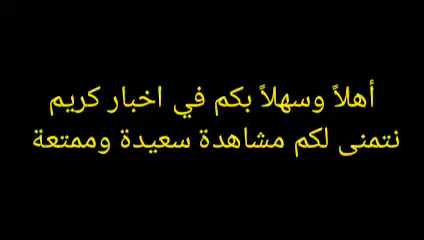 أهلاً وسهلاً بكم في اخبار كريم
نتمنى لكم مشاهدة سعيدة وممتعة